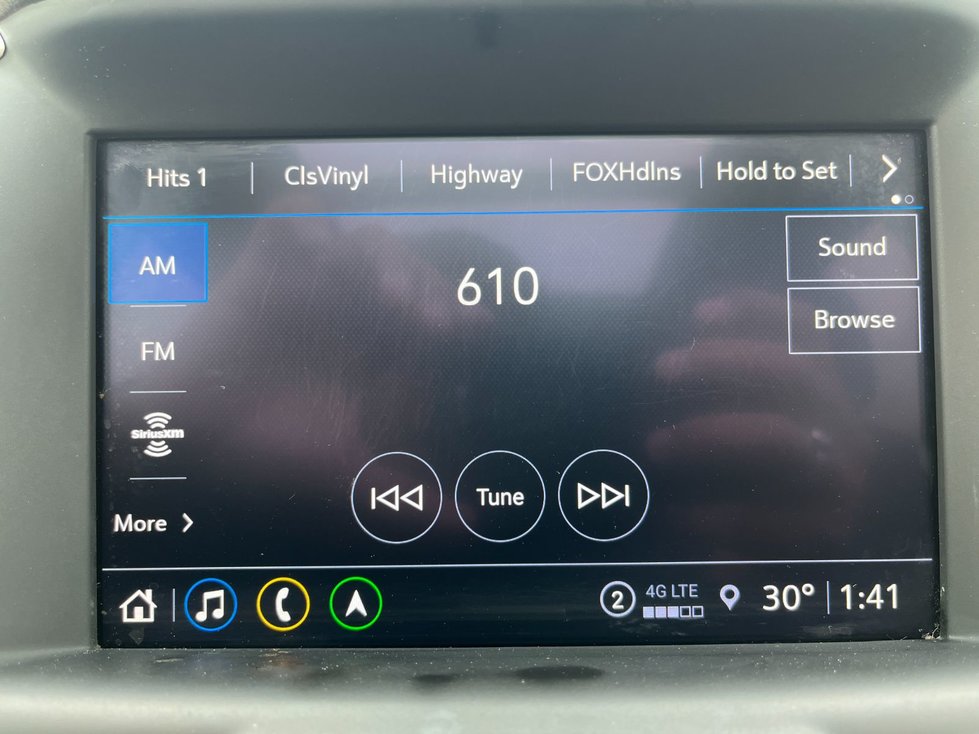 Hits 1
ClsVinyl
Highway
FOXHdlns
Hold to Set
AM
610
Sound
FM
Browse
SiriusXM
More
Tune
2
4G LTE
30°
1:41